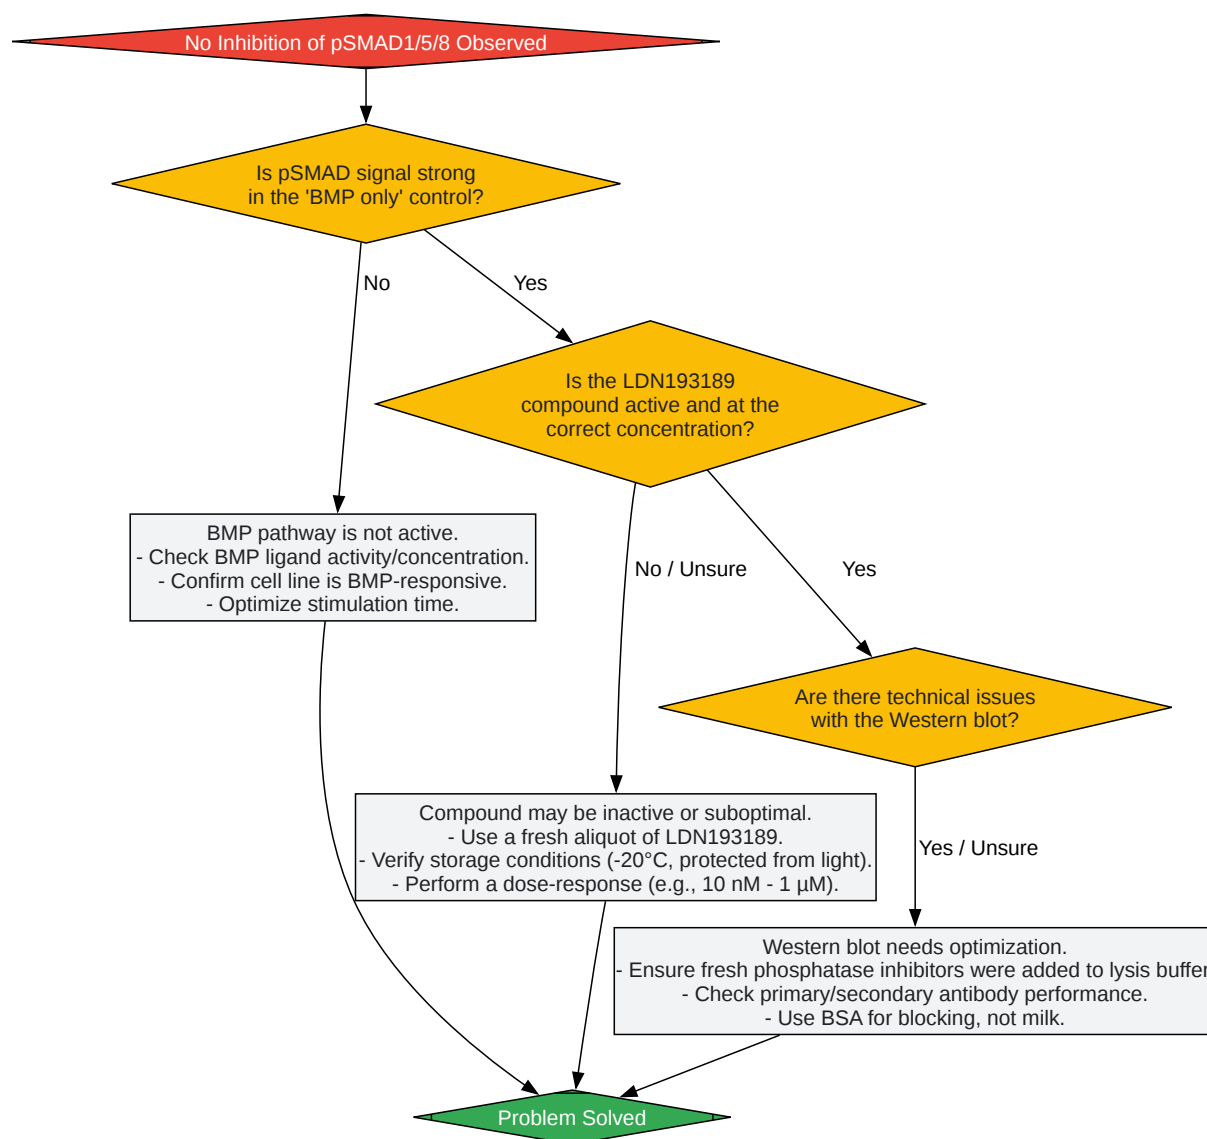 No Inhibition of pSMAD1/5/8 Observed
Is pSMAD signal strong
in the 'BMP only' control?
No
Yes
Is the LDN193189
compound active and at the
correct concentration?
BMP pathway is not active.
- Check BMP ligand activity/concentration.
- Confirm cell line is BMP-responsive.
- Optimize stimulation time.
No / Unsure
Yes
Are there technical issues
with the Western blot?
Compound may be inactive or suboptimal.
- Use a fresh aliquot of LDN193189.
- Verify storage conditions (-20°C, protected from light).
- Perform a dose-response (e.g., 10 nM - 1 µM).
Yes / Unsure
Western blot needs optimization.
- Ensure fresh phosphatase inhibitors were added to lysis buffer
- Check primary/secondary antibody performance.
- Use BSA for blocking, not milk.
Problem Solved